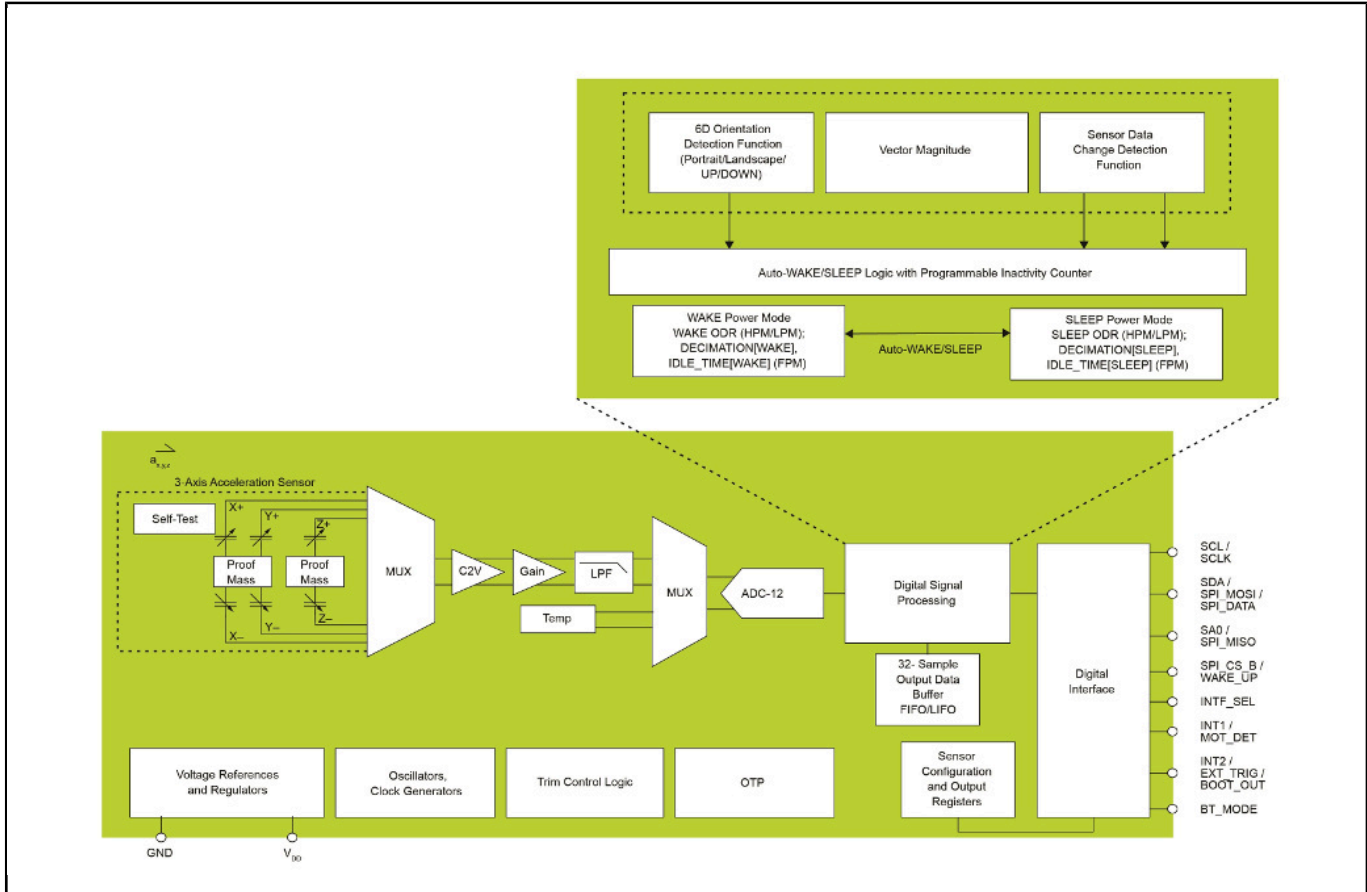 6D Orientation
Detection Function
(Portrait/Landscape/
UP/DOWN)
Vector Magnitude
Sensor Data
Change Detection
Function
Auto-WAKE/SLEEP Logic with Programmable Inactivity Counter
WAKE Power Mode
WAKE ODR (HPM/LPM);
DECIMATION[WAKE],
IDLE_TIME[WAKE] (FPM)
Auto-WAKE/SLEEP
SLEEP Power Mode
SLEEP ODR (HPM/LPM);
DECIMATION[SLEEP],
IDLE_TIME[SLEEP] (FPM)
a x,y,z
3-Axis Acceleration Sensor
Self-Test
X+
Y+
Z+
Proof
Mass
Proof
Mass
X–
Y–
Z–
MUX
C2V
Gain
LPF
Temp
MUX
ADC-12
Digital Signal
Processing
32- Sample
Output Data
Buffer
FIFO/LIFO
Digital
Interface
SCL /
SCLK
SDA /
SPI_MOSI /
SPI_DATA
SA0 /
SPI_MISO
SPI_CS_B /
WAKE_UP
INTF_SEL
INT1 /
MOT_DET
INT2 /
EXT_TRIG /
BOOT_OUT
BT_MODE
Voltage References
and Regulators
Oscillators,
Clock Generators
Trim Control Logic
OTP
Sensor
Configuration
and Output
Registers
GND
VDD